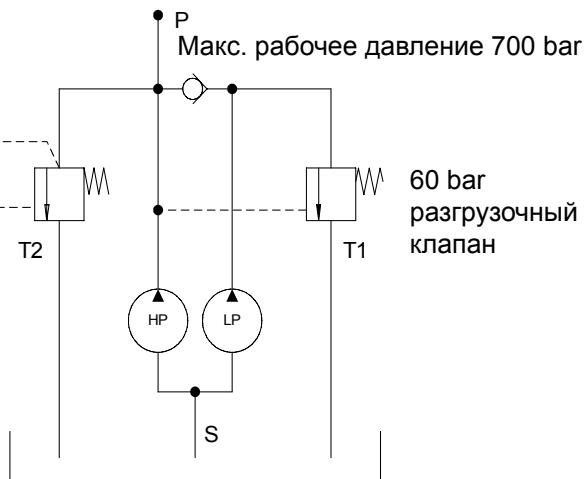 P
Макс. рабочее давление 700 bar
60 bar
разгрузочный
клапан
T2
T1
HP
LP
S